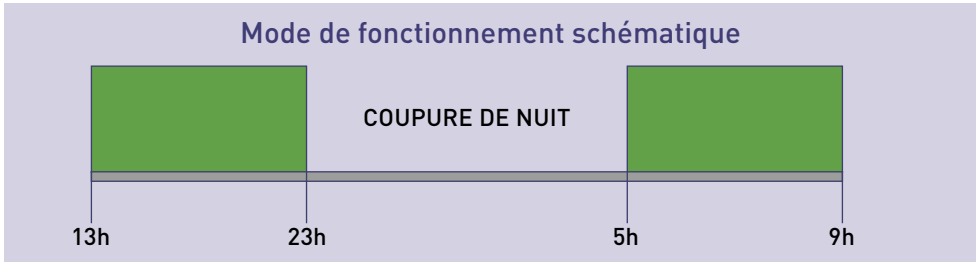 Mode de fonctionnement schématique
COUPURE DE NUIT
13h 23h 5h 9h